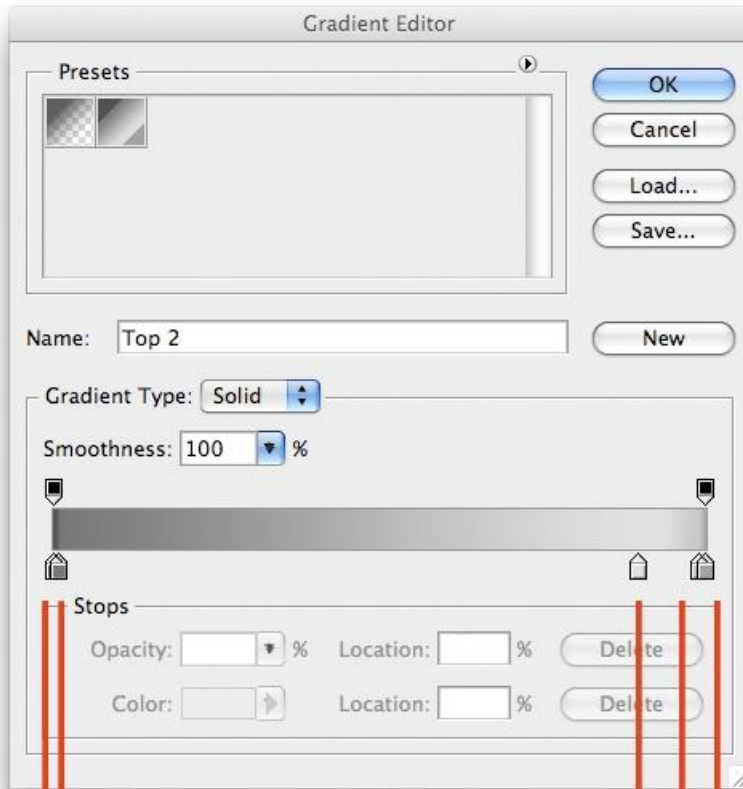 Gradient Editor
Presets
OK
Cancel
Load...
Save...
Name: Top 2 New
Gradient Type: Solid
Smoothness: 100 %
Stops
Opacity: % Location: % Delete
Color: Location: % Delete